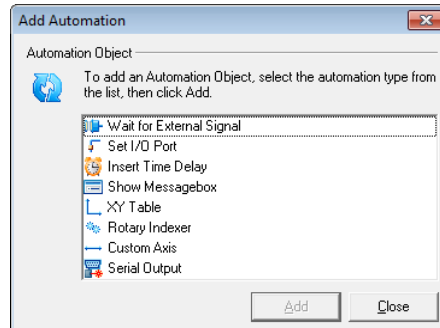 Add Automation
Automation Object
To add an Automation Object, select the automation type from
the list, then click Add.
Wait for External Signal
Set I/O Port
Insert Time Delay
Show Messagebox
XY Table
Rotary Indexer
Custom Axis
Serial Output
Add
Close